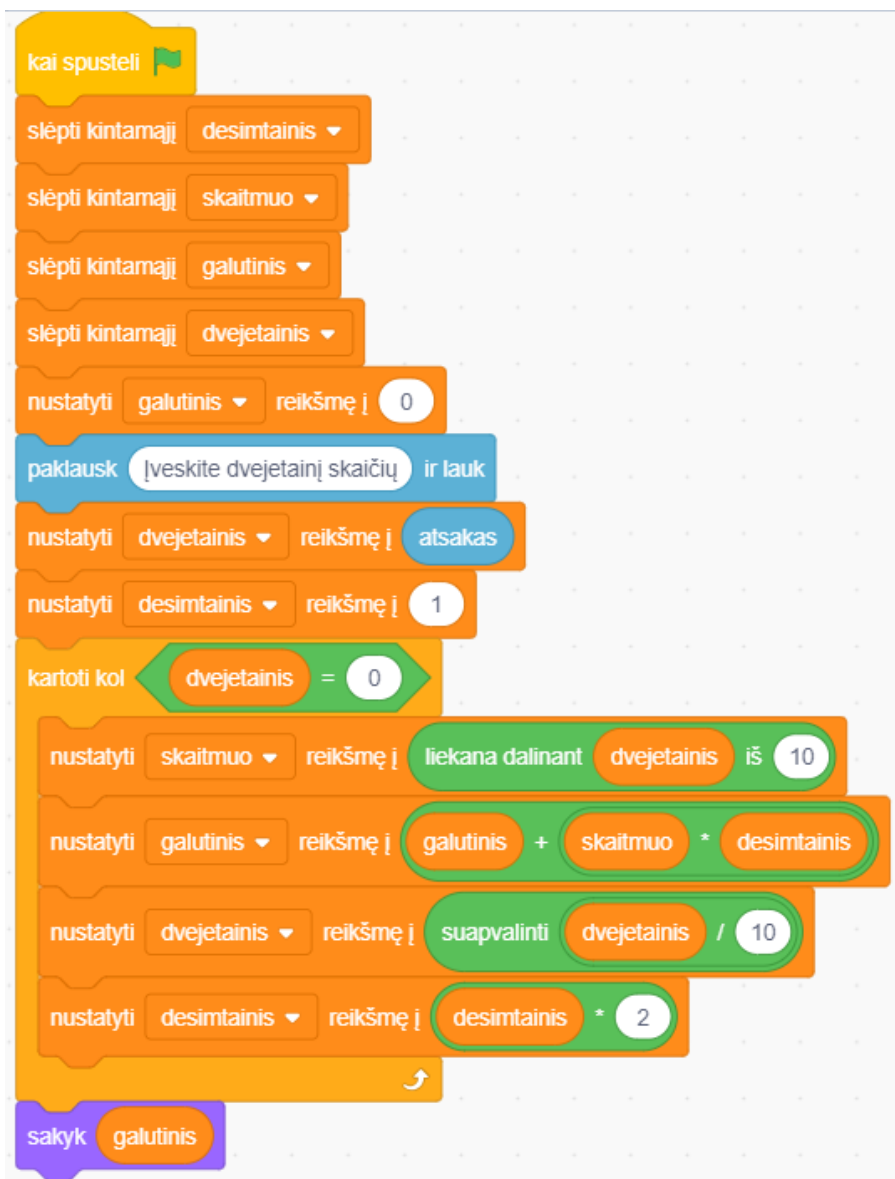 kai spusteli
slėpti kintamąjį desimtainis
slėpti kintamąjį skaitmuo
slėpti kintamąjį galutinis
slėpti kintamąjį dvejetainis
nustatyti galutinis reikšmę į 0
paklausk Įveskite dvejetainį skaičių ir lauk
nustatyti dvejetainis reikšmę į atsakas
nustatyti desimtainis reikšmę į 1
kartoti kol dvejetainis = 0
nustatyti skaitmuo reikšmę į liekana dalinant dvejetainis iš 10
nustatyti galutinis reikšmę į galutinis + skaitmuo * desimtainis
nustatyti dvejetainis reikšmę į suapvalinti dvejetainis / 10
nustatyti desimtainis reikšmę į desimtainis * 2
sakyk galutinis